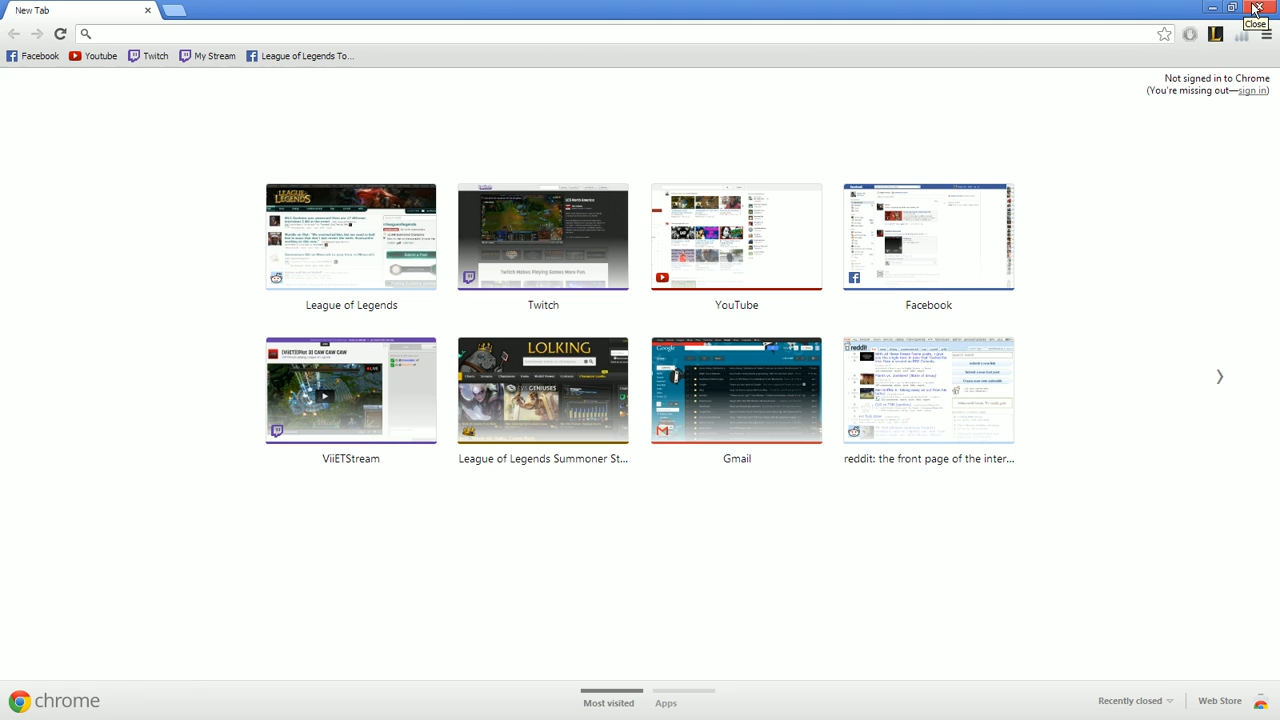 New Tab
Close
Facebook
Youtube
Twitch
My Stream
League of Legends To...
Not signed in to Chrome
(You're missing out—sign in)
League of Legends
Twitch
YouTube
Facebook
LOLKING
ViiETStream
League of Legends Summoner St...
Gmail
reddit: the front page of the inter...
chrome
Most visited
Apps
Recently closed
Web Store